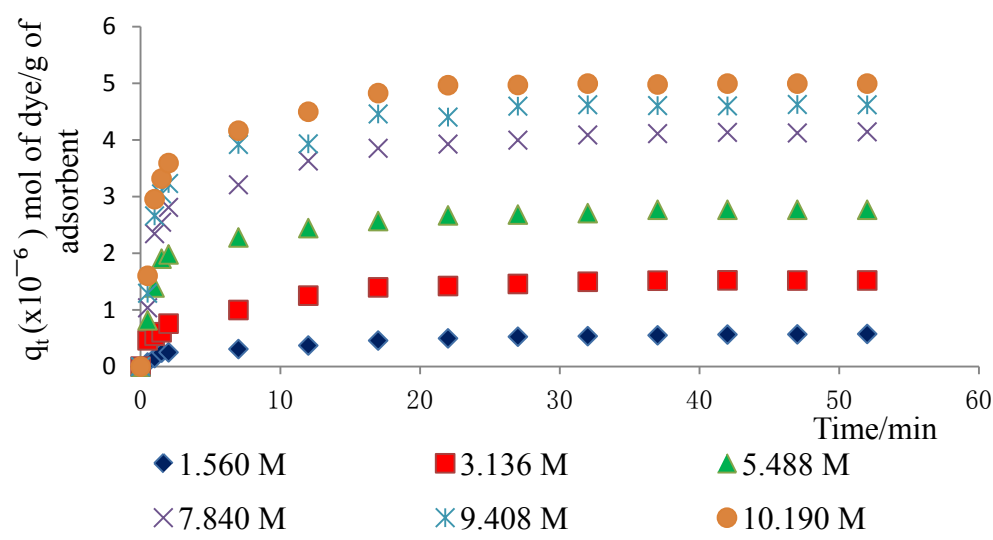 qt (x10⁻⁶) mol of dye/g of
adsorbent
6
5
4
3
2
1
0
0 10 20 30 40 50 60
Time/min
1.560 M 3.136 M 5.488 M
7.840 M 9.408 M 10.190 M